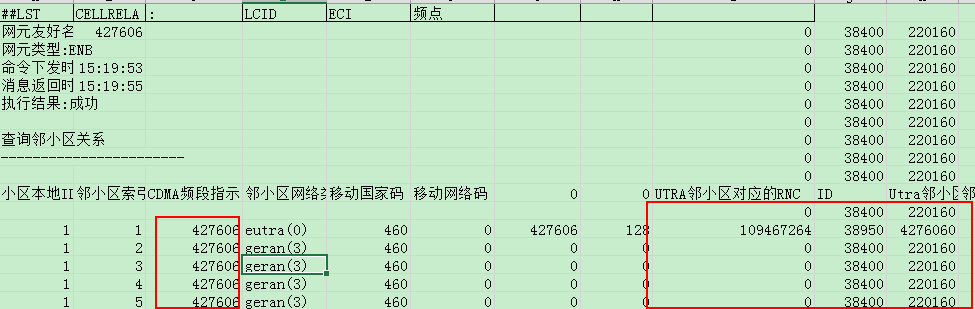 ##LST CELLRELA : LCID ECI 频点
网元友好名 427606 0 38400 220160
网元类型:ENB 0 38400 220160
命令下发时 15:19:53 0 38400 220160
消息返回时 15:19:55 0 38400 220160
执行结果:成功 0 38400 220160
0 38400 220160
查询邻小区关系 0 38400 220160
------------------------ 0 38400 220160
0 38400 220160
小区本地II 邻小区索引 CDMA频段指示 邻小区网络 移动国家码 移动网络码 0 0 UTRA邻小区对应的RNC ID Utra邻小区 邻
0 38400 220160
1 1 427606 eutra(0) 460 0 427606 128 109467264 38950 4276060
1 2 427606 geran(3) 460 0 0 0 0 38400 220160
1 3 427606 geran(3) 460 0 0 0 0 38400 220160
1 4 427606 geran(3) 460 0 0 0 0 38400 220160
1 5 427606 geran(3) 460 0 0 0 0 38400 220160